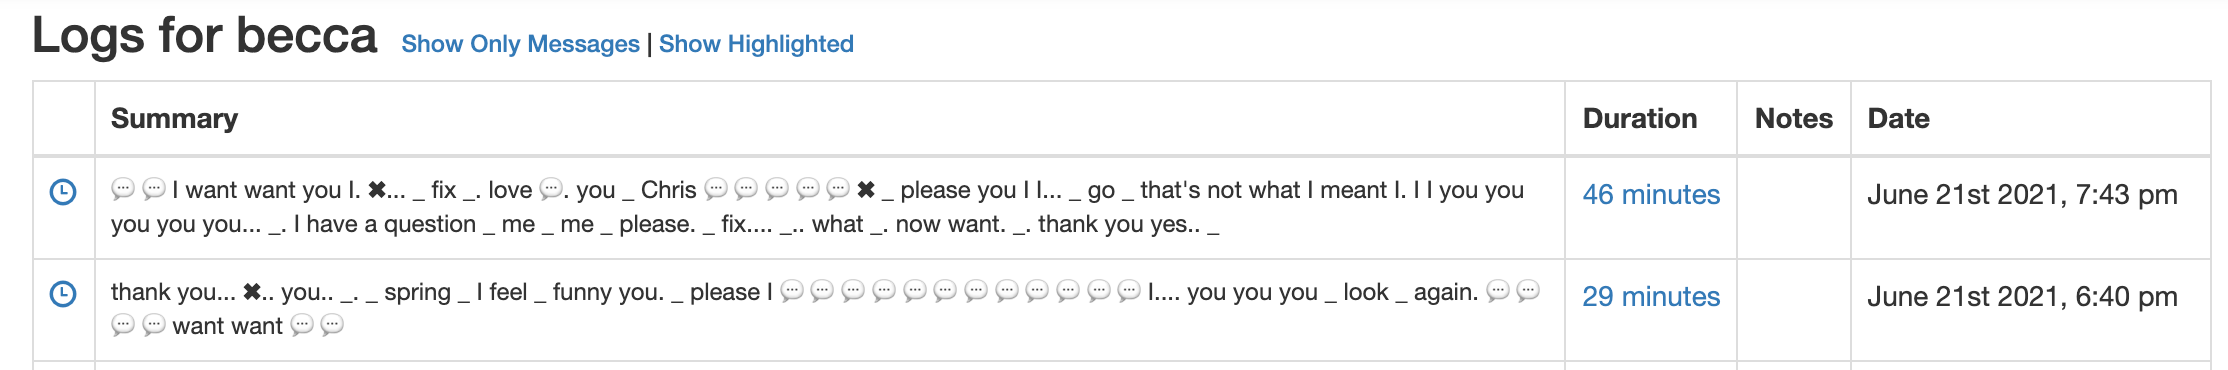 Logs for becca Show Only Messages | Show Highlighted
Summary Duration Notes Date
💬 💬 I want want you I. ✖... _ fix _. love 💬. you _ Chris 💬 💬 💬 💬 💬 ✖ _ please you I I... _ go _ that's not what I meant I. I I you you
you you you... _. I have a question _ me _ me _ please. _ fix.... _.. what _. now want. _. thank you yes.. _
46 minutes
June 21st 2021, 7:43 pm
thank you... ✖.. you.. _. _ spring _ I feel _ funny you. _ please I 💬 💬 💬 💬 💬 💬 💬 💬 💬 💬 💬 💬 I.... you you you _ look _ again. 💬 💬
💬 💬 want want 💬 💬
29 minutes
June 21st 2021, 6:40 pm